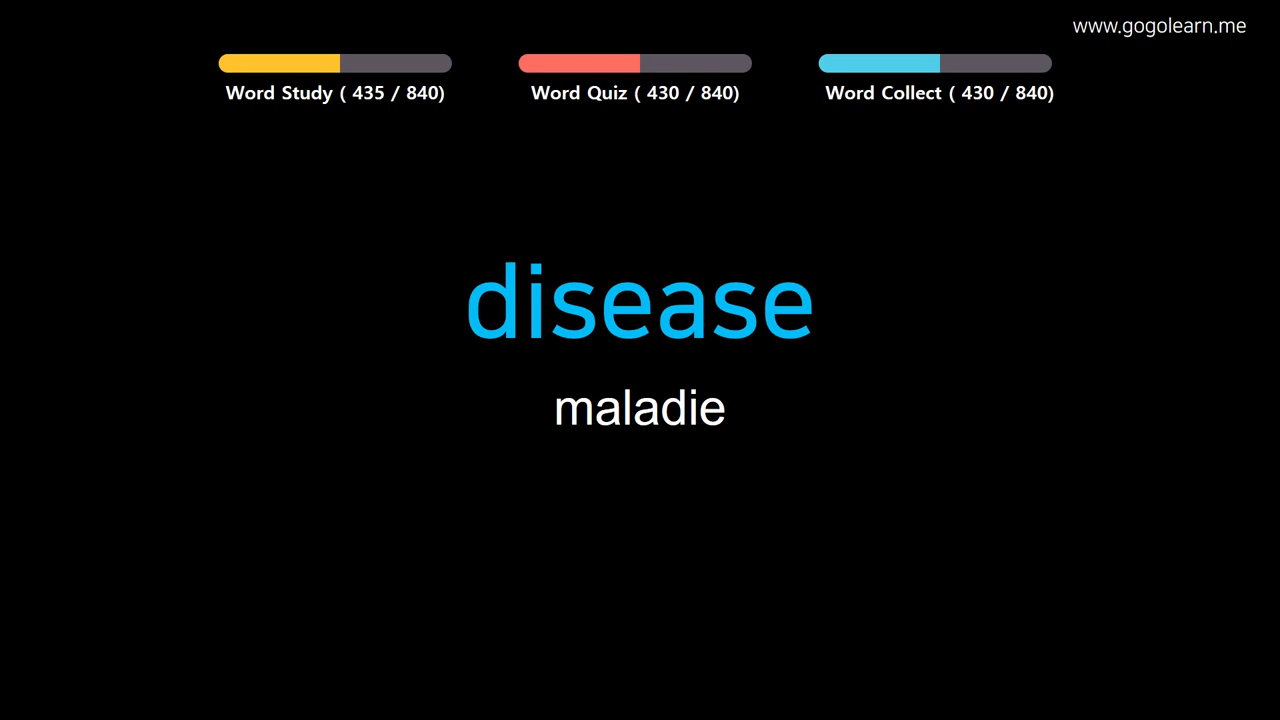 www.gogolearn.me
Word Study ( 435 / 840)
Word Quiz ( 430 / 840)
Word Collect ( 430 / 840)
disease
maladie